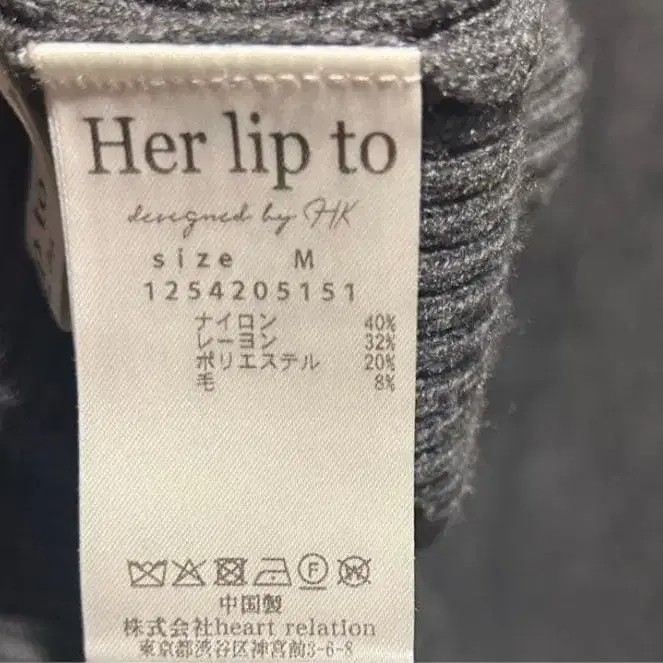 Her lip to
designed by HK
size M
1254205151
ナイロン 40%
レーヨン 32%
ポリエステル 20%
毛 8%
F
W
中国製
株式会社heart relation
東京都渋谷区神宮前3-6-8